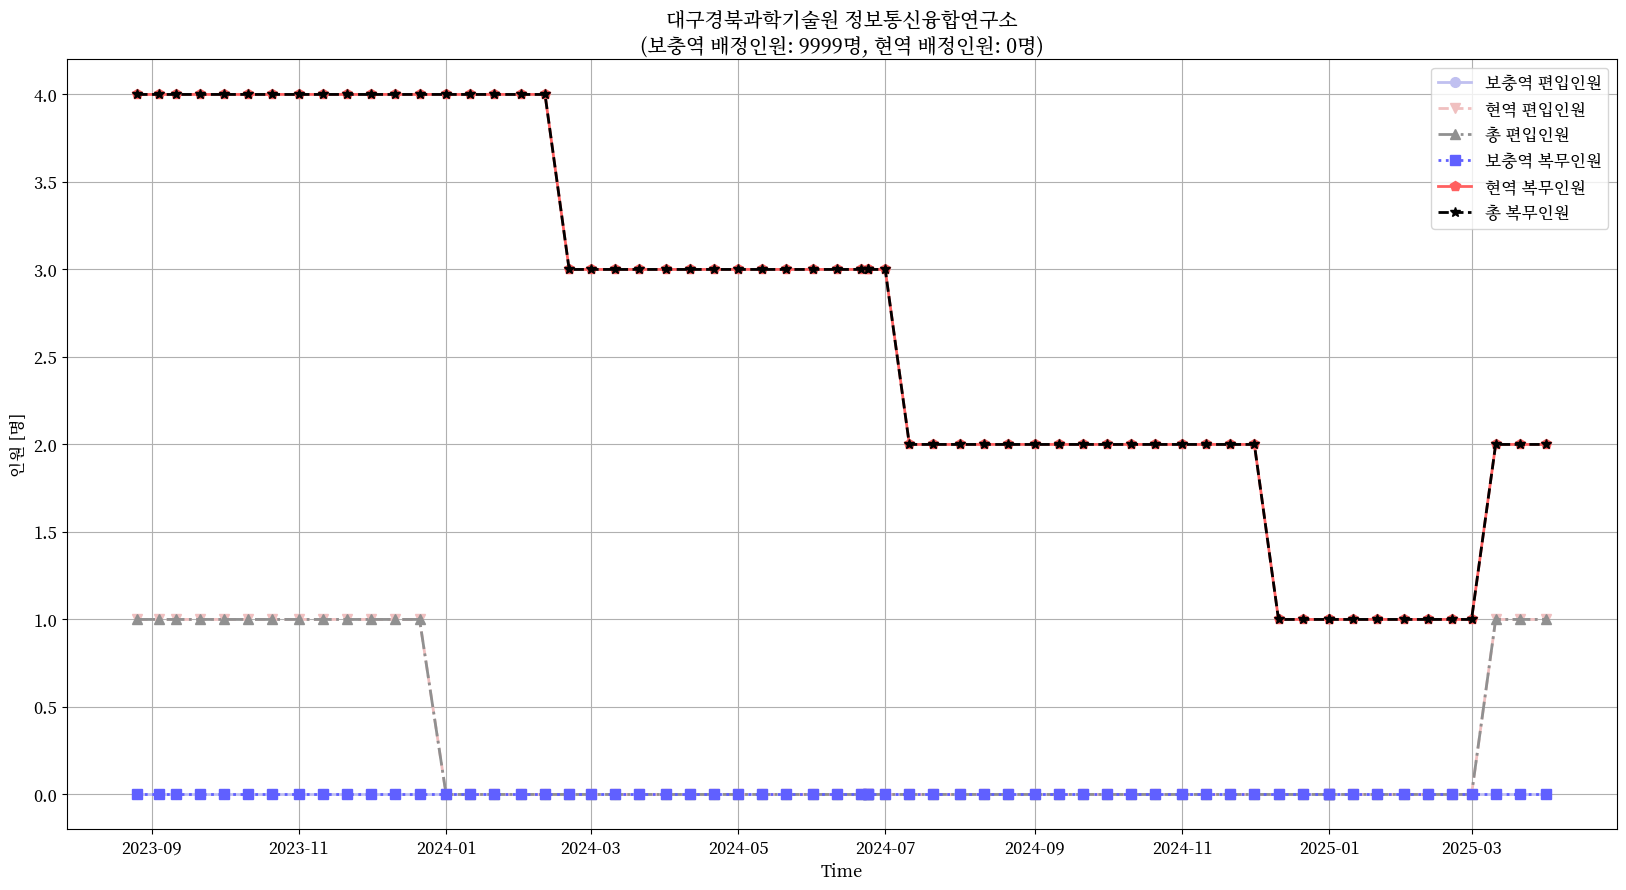 대구경북과학기술원 정보통신융합연구소
(보충역 배정인원: 9999명, 현역 배정인원: 0명)
보충역 편입인원
현역 편입인원
총 편입인원
보충역 복무인원
현역 복무인원
총 복무인원
인원 [명]
4.0
3.5
3.0
2.5
2.0
1.5
1.0
0.5
0.0
2023-09 2023-11 2024-01 2024-03 2024-05 2024-07 2024-09 2024-11 2025-01 2025-03
Time